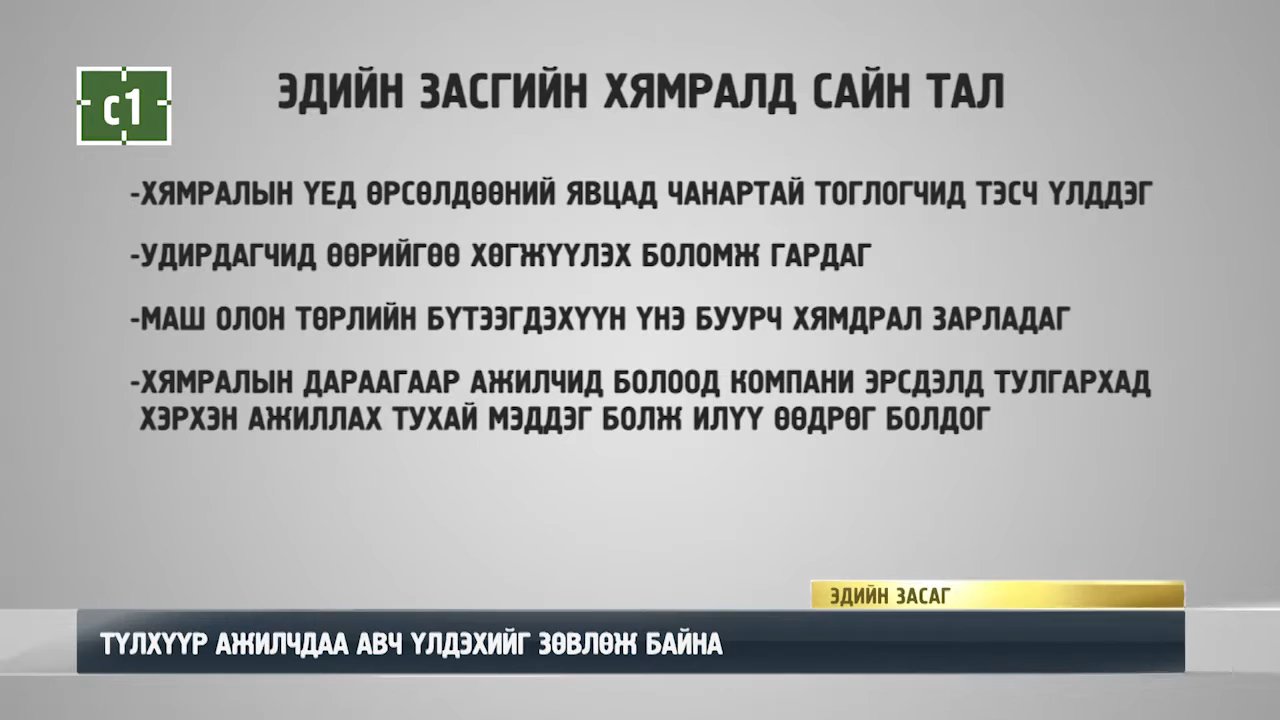 c1
ЭДИЙН ЗАСГИЙН ХЯМРАЛД САЙН ТАЛ
-ХЯМРАЛЫН ҮЕД ӨРСӨЛДӨӨНИЙ ЯВЦАД ЧАНАРТАЙ ТОГЛОГЧИД ТЭСЧ ҮЛДДЭГ
-УДИРДАГЧИД ӨӨРИЙГӨӨ ХӨГЖҮҮЛЭХ БОЛОМЖ ГАРДАГ
-МАШ ОЛОН ТӨРЛИЙН БҮТЭЭГДЭХҮҮН ҮНЭ БУУРЧ ХЯМДРАЛ ЗАРЛАДАГ
-ХЯМРАЛЫН ДАРААГААР АЖИЛЧИД БОЛООД КОМПАНИ ЭРСДЭЛД ТУЛГАРХАД
ХЭРХЭН АЖИЛЛАХ ТУХАЙ МЭДДЭГ БОЛЖ ИЛҮҮ ӨӨДРӨГ БОЛДОГ
ЭДИЙН ЗАСАГ
ТҮЛХҮҮР АЖИЛЧДАА АВЧ ҮЛДЭХИЙГ ЗӨВЛӨЖ БАЙНА